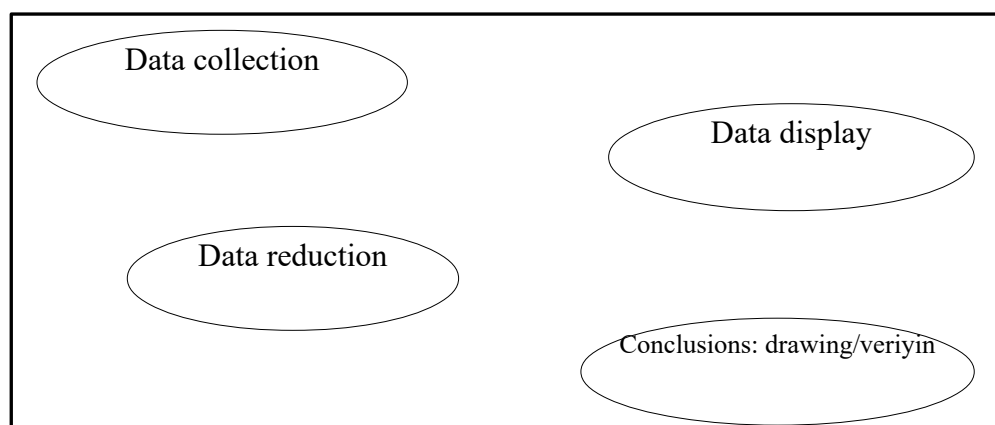 Data collection
Data display
Data reduction
Conclusions: drawing/veriyin